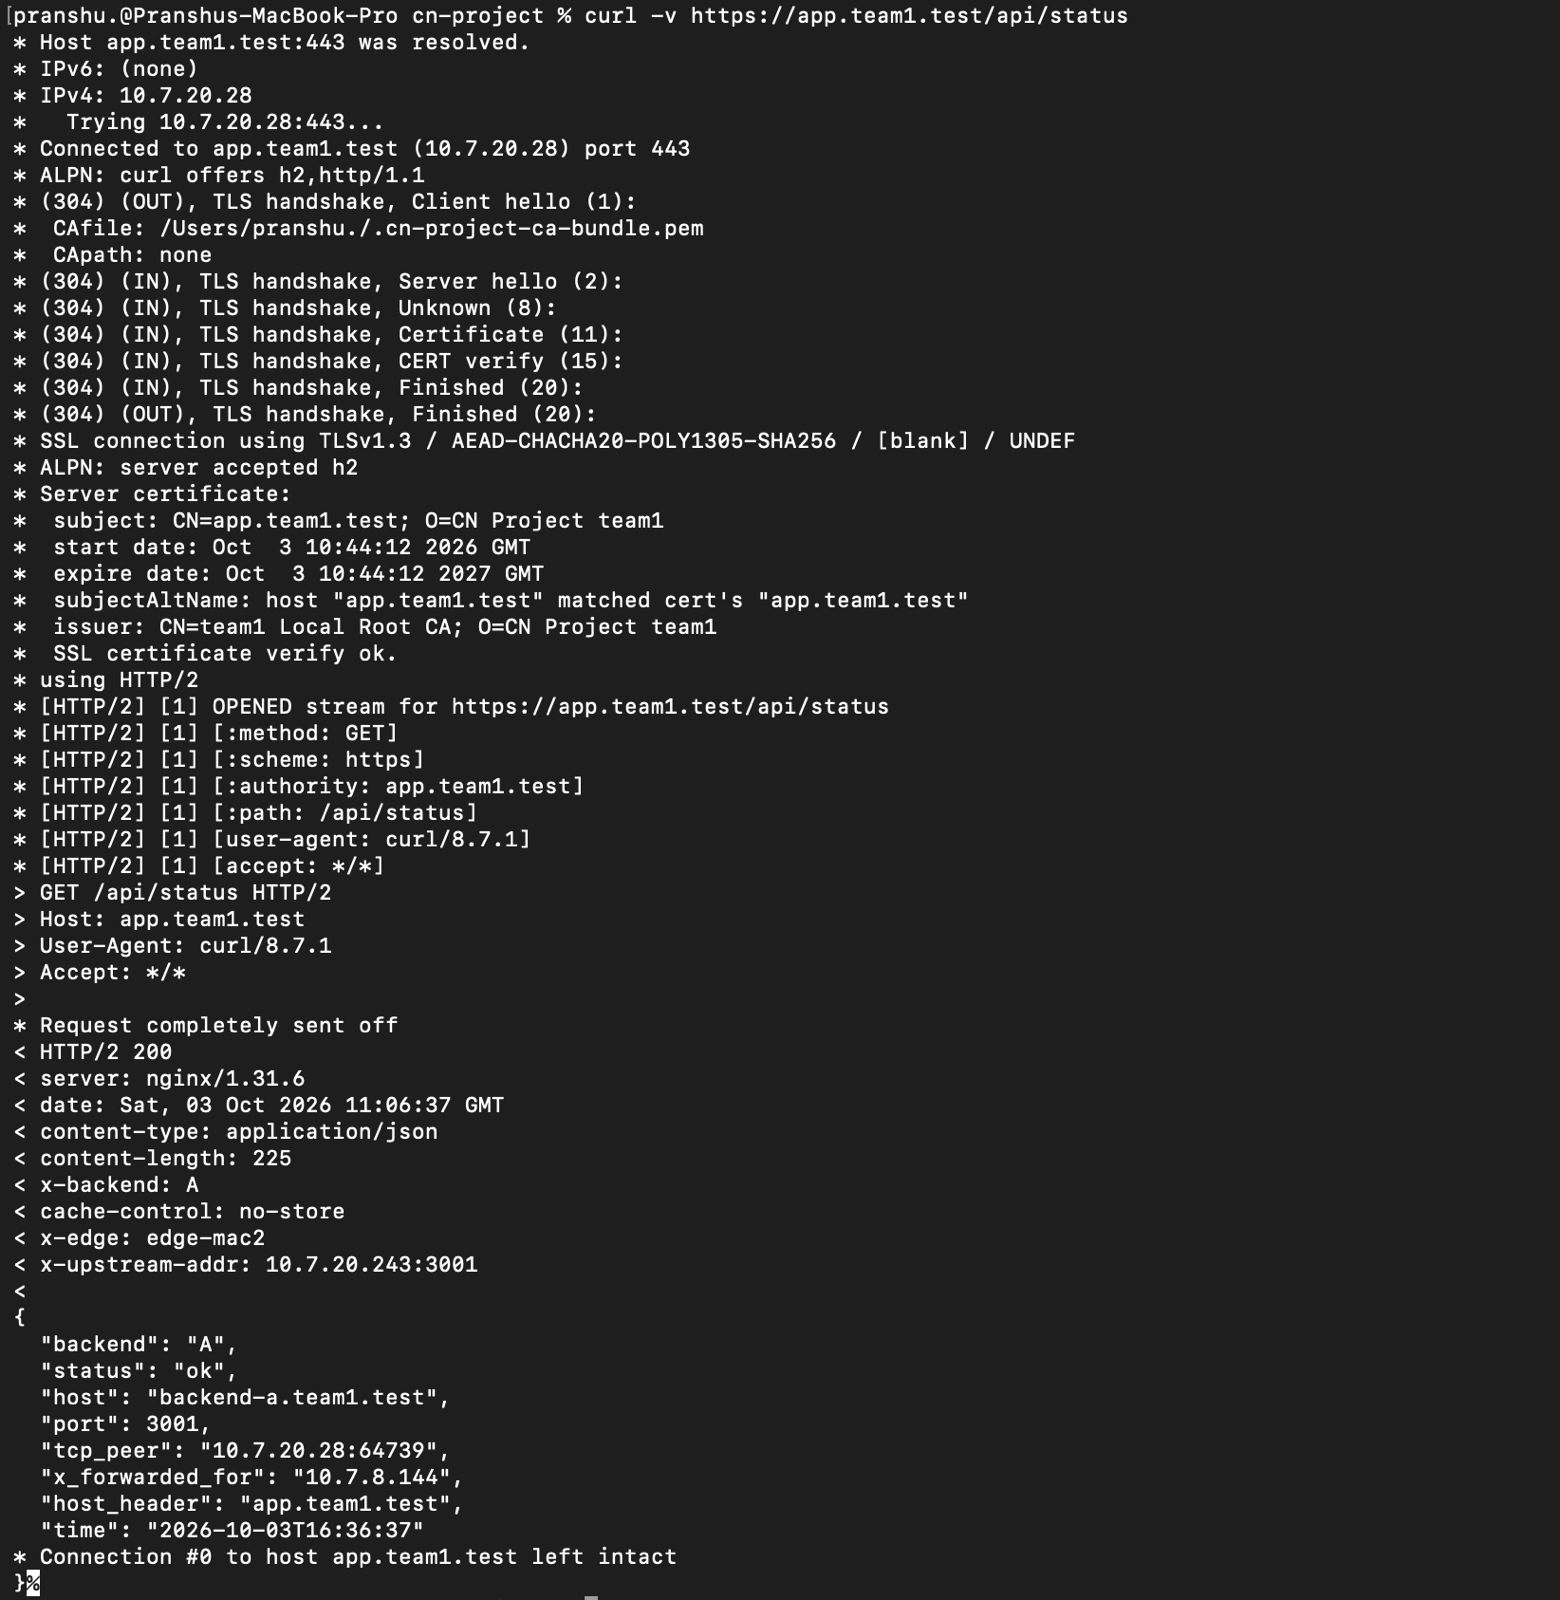 [pranshu.@Pranshus-MacBook-Pro cn-project % curl -v https://app.team1.test/api/status
* Host app.team1.test:443 was resolved.
* IPv6: (none)
* IPv4: 10.7.20.28
*   Trying 10.7.20.28:443...
* Connected to app.team1.test (10.7.20.28) port 443
* ALPN: curl offers h2,http/1.1
* (304) (OUT), TLS handshake, Client hello (1):
*  CAfile: /Users/pranshu./.cn-project-ca-bundle.pem
*  CApath: none
* (304) (IN), TLS handshake, Server hello (2):
* (304) (IN), TLS handshake, Unknown (8):
* (304) (IN), TLS handshake, Certificate (11):
* (304) (IN), TLS handshake, CERT verify (15):
* (304) (IN), TLS handshake, Finished (20):
* (304) (OUT), TLS handshake, Finished (20):
* SSL connection using TLSv1.3 / AEAD-CHACHA20-POLY1305-SHA256 / [blank] / UNDEF
* ALPN: server accepted h2
* Server certificate:
*  subject: CN=app.team1.test; O=CN Project team1
*  start date: Oct  3 10:44:12 2026 GMT
*  expire date: Oct  3 10:44:12 2027 GMT
*  subjectAltName: host "app.team1.test" matched cert's "app.team1.test"
*  issuer: CN=team1 Local Root CA; O=CN Project team1
*  SSL certificate verify ok.
* using HTTP/2
* [HTTP/2] [1] OPENED stream for https://app.team1.test/api/status
* [HTTP/2] [1] [:method: GET]
* [HTTP/2] [1] [:scheme: https]
* [HTTP/2] [1] [:authority: app.team1.test]
* [HTTP/2] [1] [:path: /api/status]
* [HTTP/2] [1] [user-agent: curl/8.7.1]
* [HTTP/2] [1] [accept: */*]
> GET /api/status HTTP/2
> Host: app.team1.test
> User-Agent: curl/8.7.1
> Accept: */*
>
* Request completely sent off
< HTTP/2 200
< server: nginx/1.31.6
< date: Sat, 03 Oct 2026 11:06:37 GMT
< content-type: application/json
< content-length: 225
< x-backend: A
< cache-control: no-store
< x-edge: edge-mac2
< x-upstream-addr: 10.7.20.243:3001
<
{
  "backend": "A",
  "status": "ok",
  "host": "backend-a.team1.test",
  "port": 3001,
  "tcp_peer": "10.7.20.28:64739",
  "x_forwarded_for": "10.7.8.144",
  "host_header": "app.team1.test",
  "time": "2026-10-03T16:36:37"
* Connection #0 to host app.team1.test left intact
}%